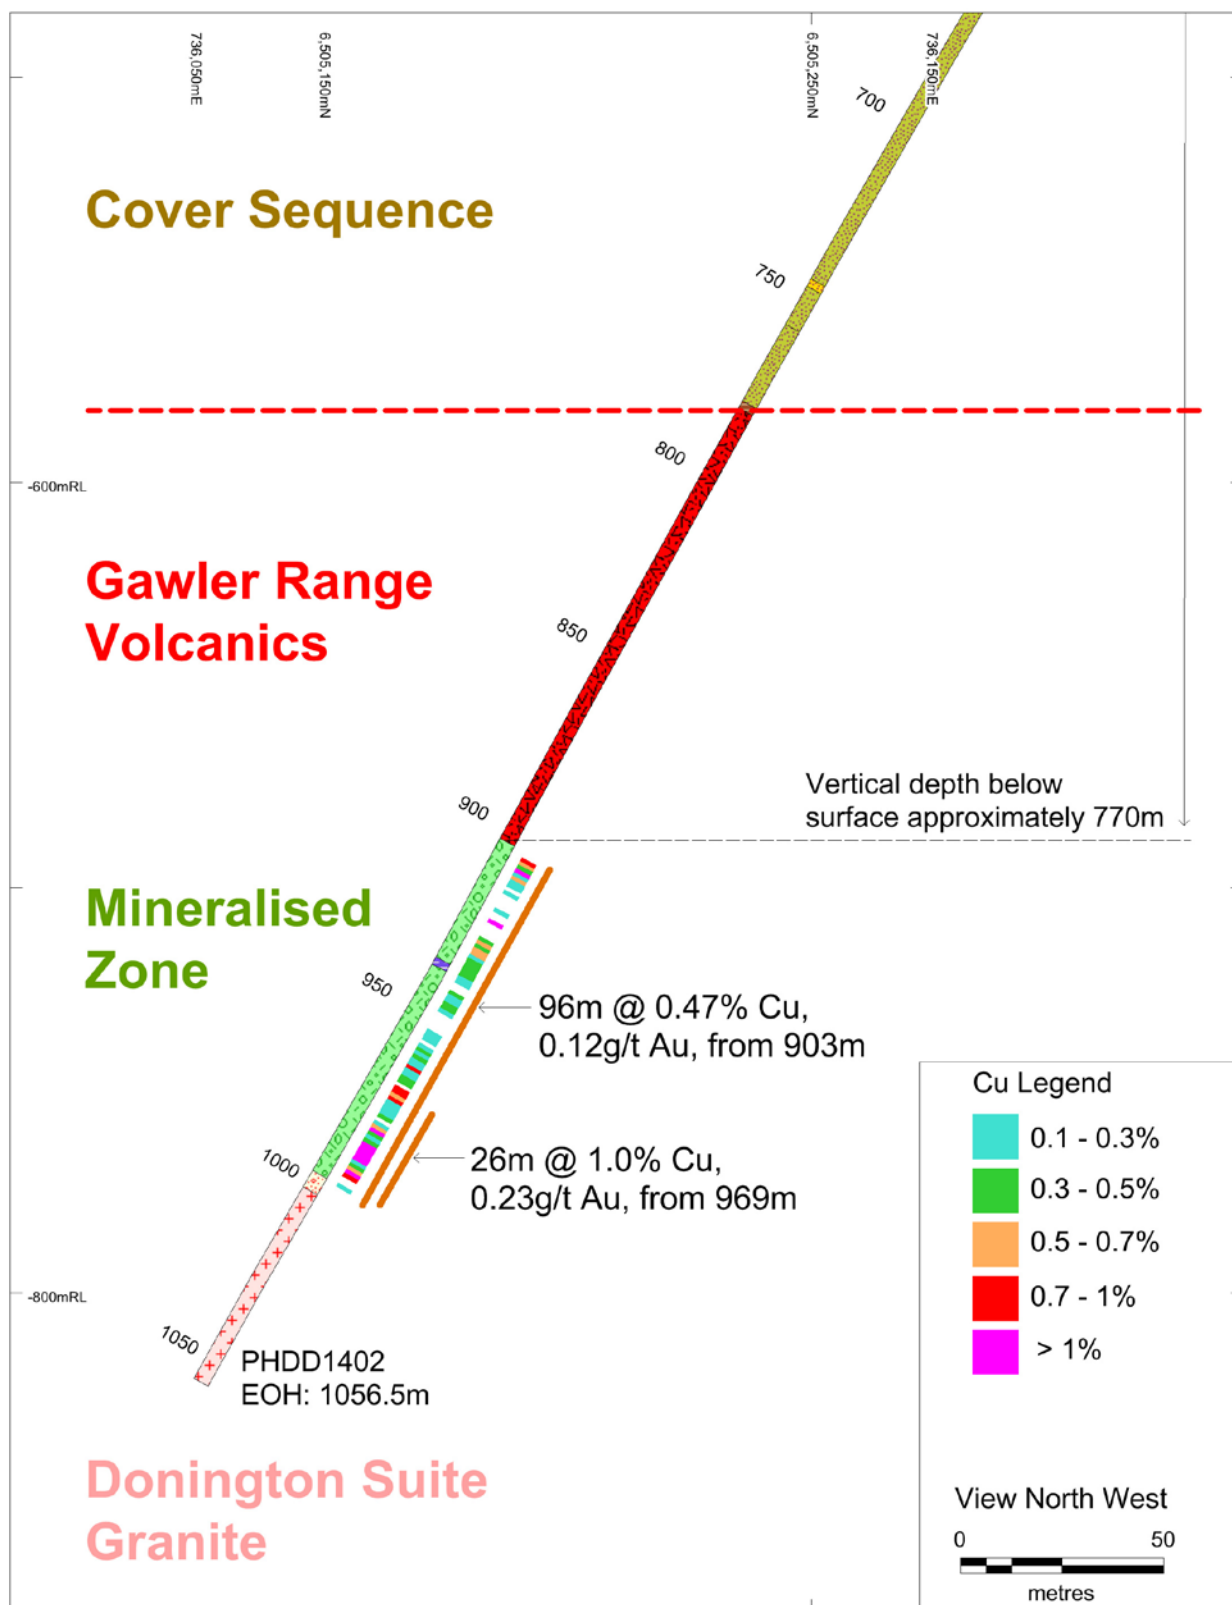 736,050mE
6,505,150mN
6,505,250mN
736,150mE
700
Cover Sequence
750
800
-600mRL
Gawler Range
Volcanics
850
Vertical depth below
surface approximately 770m
900
Mineralised
Zone
950
96m @ 0.47% Cu,
0.12g/t Au, from 903m
26m @ 1.0% Cu,
0.23g/t Au, from 969m
1000
-800mRL
1050
PHDD1402
EOH: 1056.5m
Donington Suite
Granite
Cu Legend
0.1 - 0.3%
0.3 - 0.5%
0.5 - 0.7%
0.7 - 1%
> 1%
View North West
0 50
metres